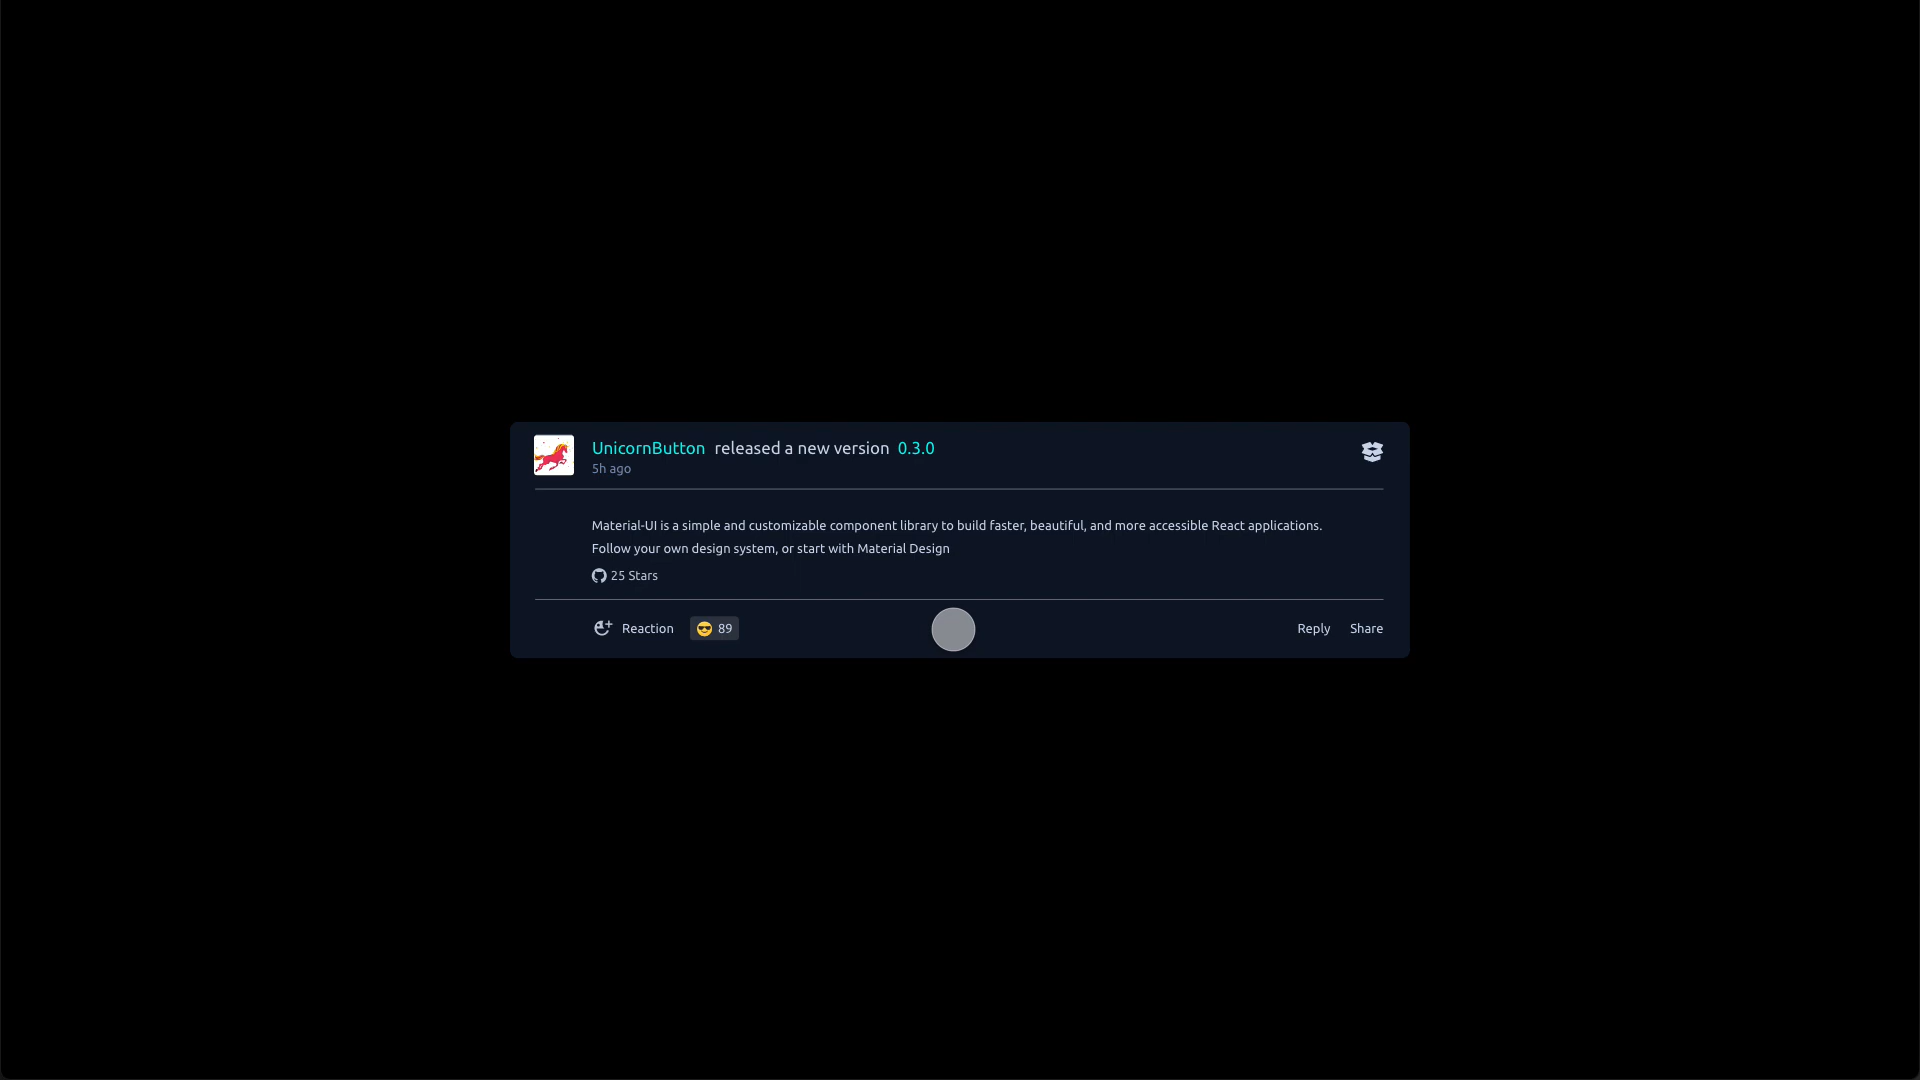 UnicornButton released a new version 0.3.0
5h ago
Material-UI is a simple and customizable component library to build faster, beautiful, and more accessible React applications.
Follow your own design system, or start with Material Design
25 Stars
Reaction 89 Reply Share